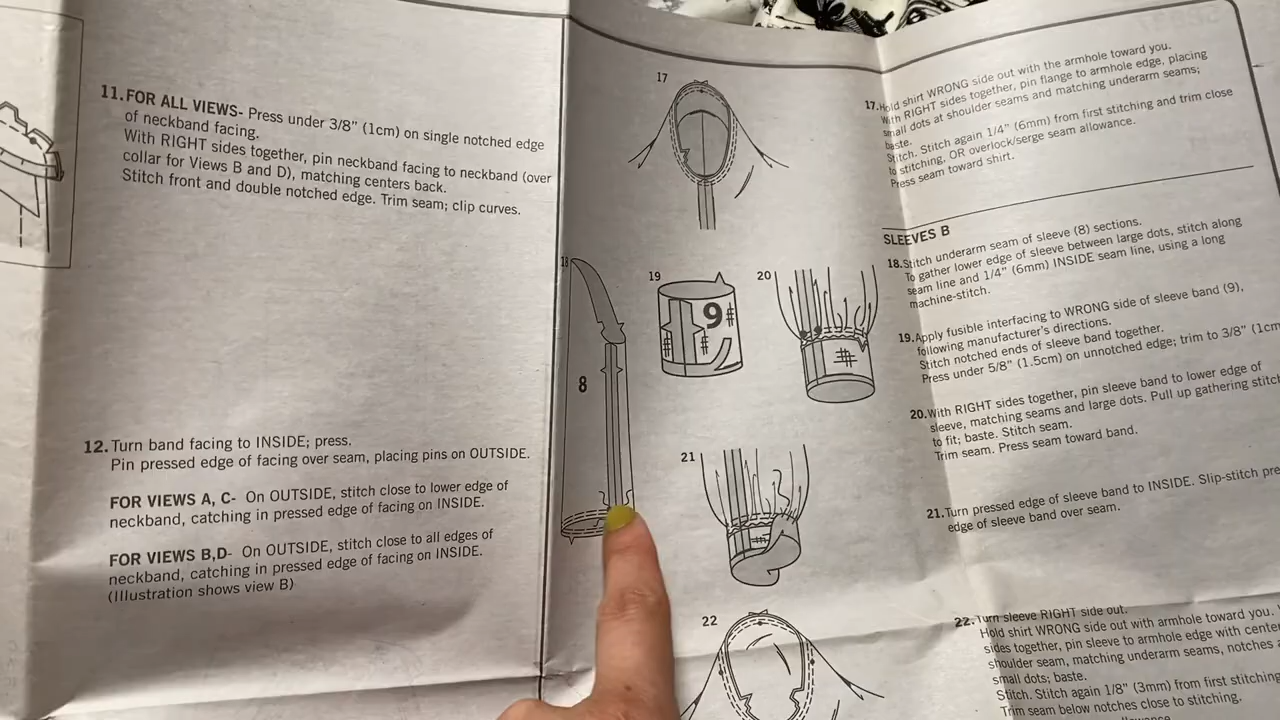 11. FOR ALL VIEWS- Press under 3/8" (1cm) on single notched edge
of neckband facing.
With RIGHT sides together, pin neckband facing to neckband (over
collar for Views B and D), matching centers back.
Stitch front and double notched edge. Trim seam; clip curves.
12. Turn band facing to INSIDE; press.
Pin pressed edge of facing over seam, placing pins on OUTSIDE.
FOR VIEWS A, C- On OUTSIDE, stitch close to lower edge of
neckband, catching in pressed edge of facing on INSIDE.
FOR VIEWS B,D- On OUTSIDE, stitch close to all edges of
neckband, catching in pressed edge of facing on INSIDE.
(Illustration shows view B)
17
18
8
19
9
20
21
22
17. Hold shirt WRONG side out with the armhole toward you.
With RIGHT sides together, pin flange to armhole edge, placing
small dots at shoulder seams and matching underarm seams;
baste.
Stitch. Stitch again 1/4" (6mm) from first stitching and trim close
to stitching, OR overlock/serge seam allowance.
Press seam toward shirt.
SLEEVES B
18. Stitch underarm seam of sleeve (8) sections.
To gather lower edge of sleeve between large dots, stitch along
seam line and 1/4" (6mm) INSIDE seam line, using a long
machine-stitch.
19. Apply fusible interfacing to WRONG side of sleeve band (9),
following manufacturer's directions.
Stitch notched ends of sleeve band together.
Press under 5/8" (1.5cm) on unnotched edge; trim to 3/8" (1cm
20. With RIGHT sides together, pin sleeve band to lower edge of
sleeve, matching seams and large dots. Pull up gathering stitc
to fit; baste. Stitch seam.
Trim seam. Press seam toward band.
21. Turn pressed edge of sleeve band to INSIDE. Slip-stitch pre
edge of sleeve band over seam.
22. Turn sleeve RIGHT side out.
Hold shirt WRONG side out with armhole toward you.
sides together, pin sleeve to armhole edge with cente
shoulder seam, matching underarm seams, notches
small dots; baste.
Stitch. Stitch again 1/8" (3mm) from first stitching
Trim seam below notches close to stitching.